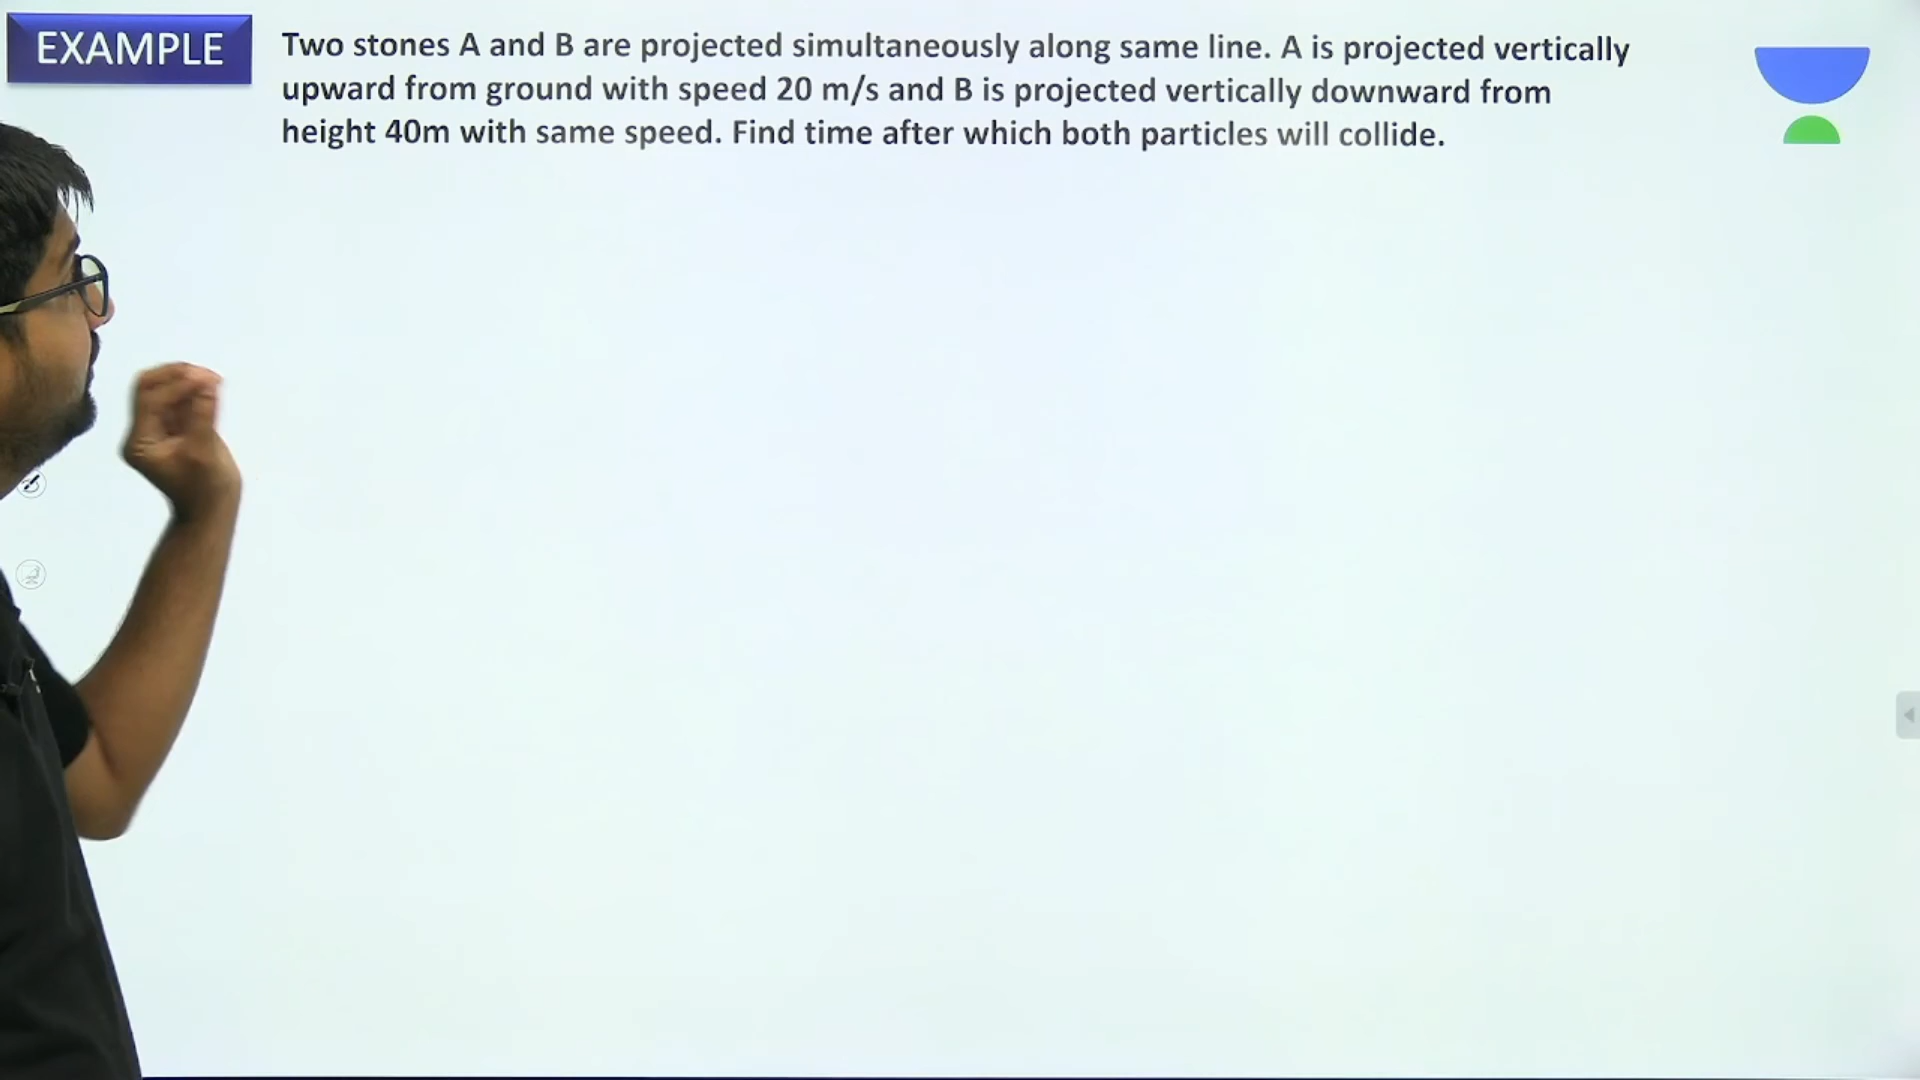 EXAMPLE
Two stones A and B are projected simultaneously along same line. A is projected vertically
upward from ground with speed 20 m/s and B is projected vertically downward from
height 40m with same speed. Find time after which both particles will collide.